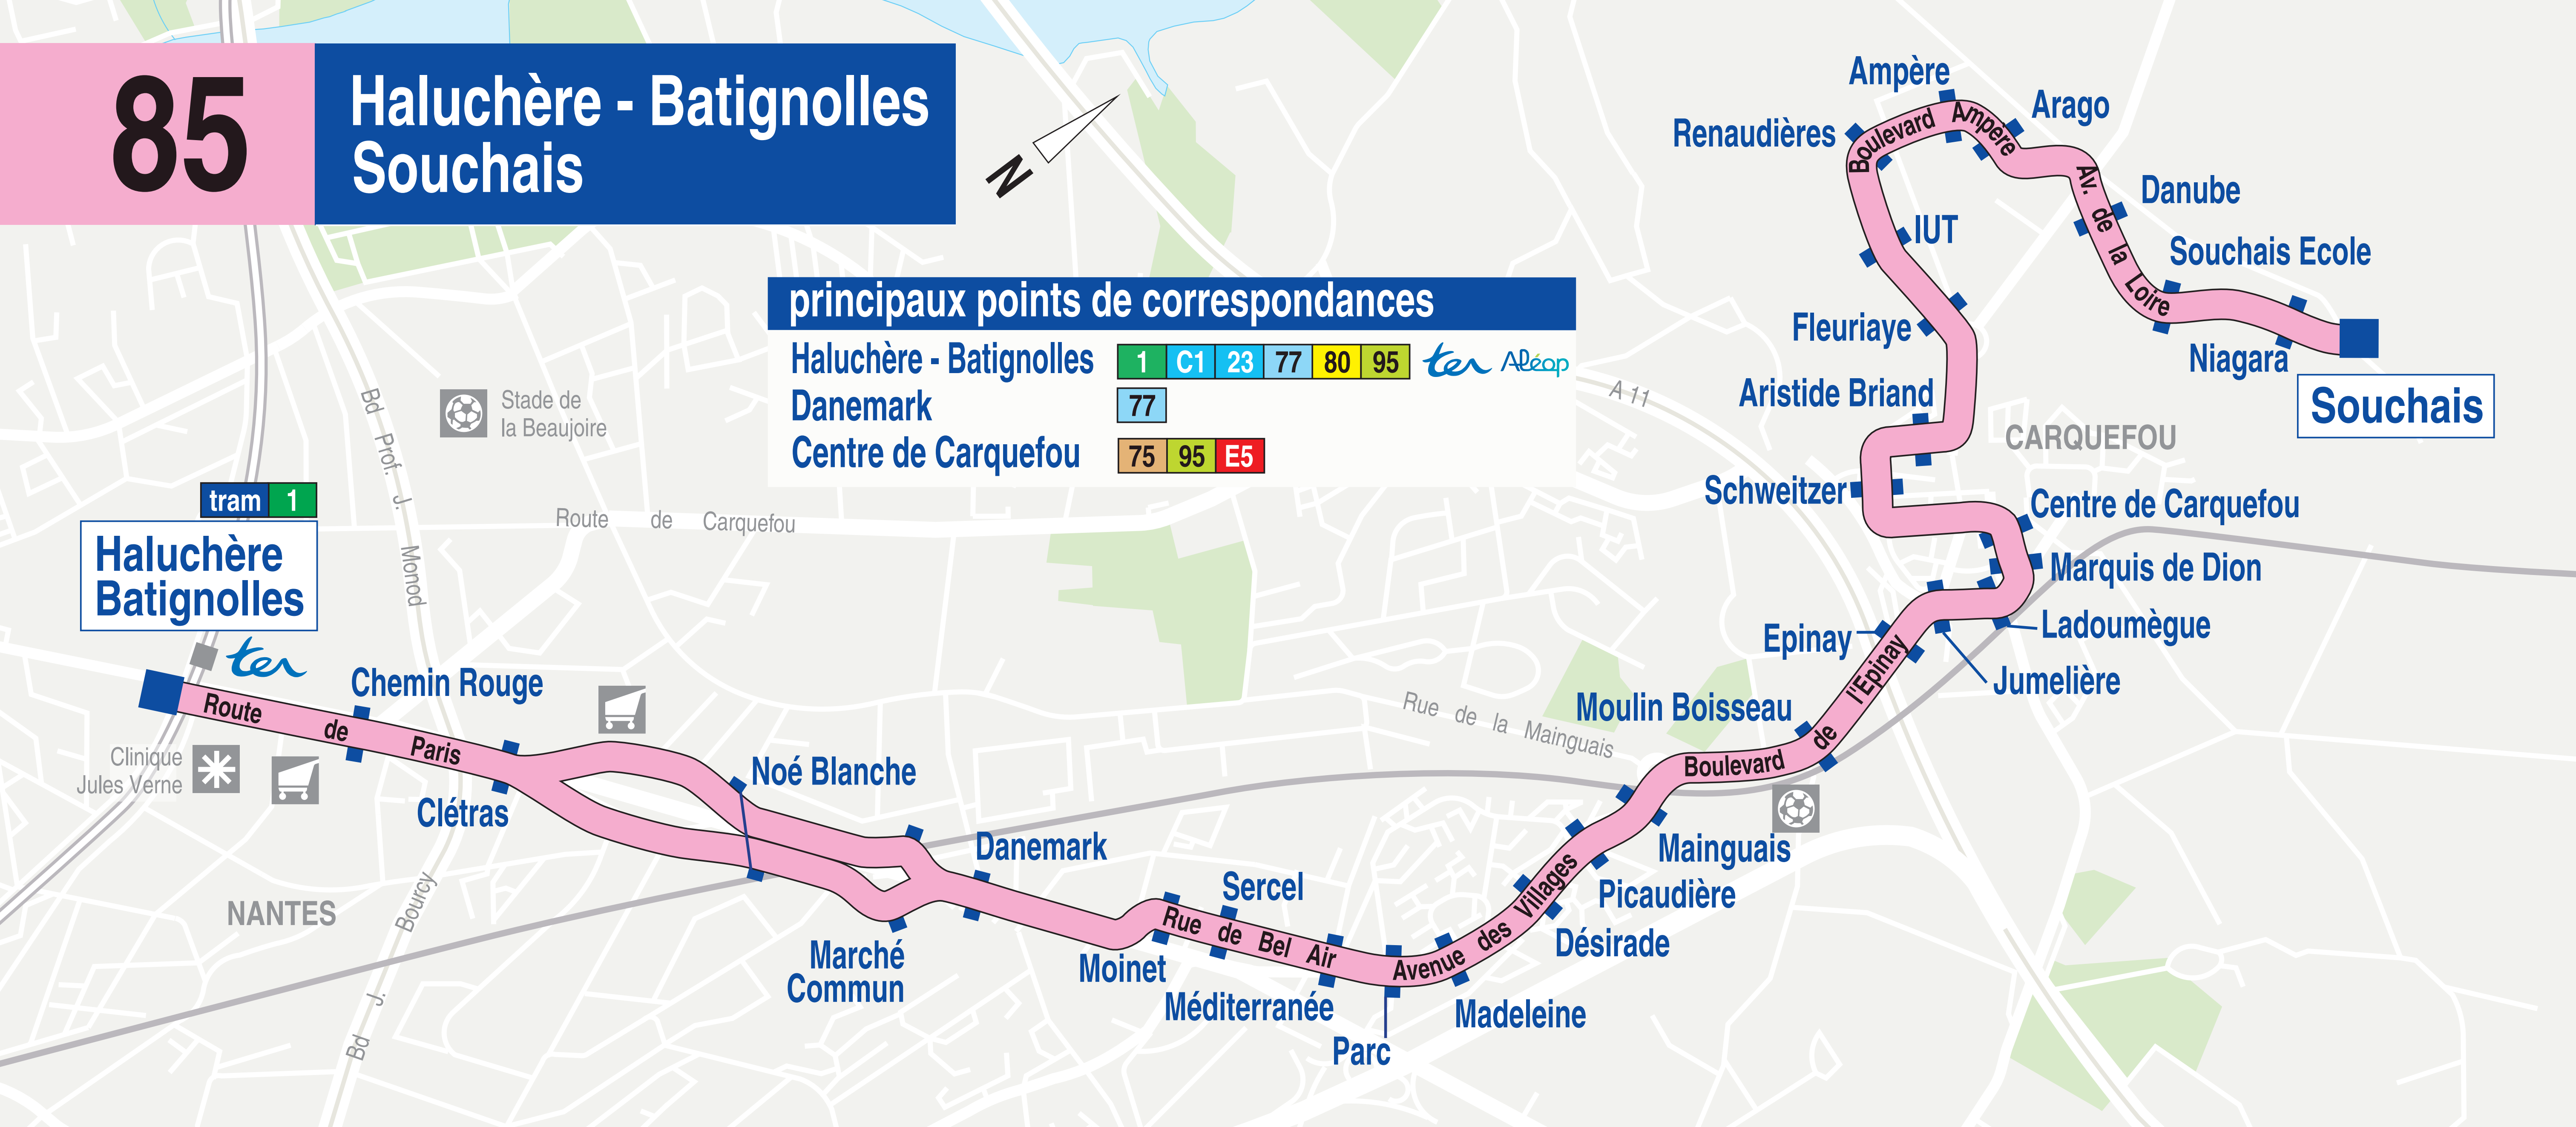 85
Haluchère - Batignolles
Souchais
N
principaux points de correspondances
Haluchère - Batignolles 1 C1 23 77 80 95 ter Aléop
Danemark 77
Centre de Carquefou 75 95 E5
tram 1
Haluchère
Batignolles
ter
Clinique
Jules Verne
NANTES
Stade de
la Beaujoire
Bd Prof. J. Monod
Route de Carquefou
Bd J. Bourcy
Rue de la Mainguais
A 11
CARQUEFOU
Route de Paris
Chemin Rouge
Clétras
Noé Blanche
Marché
Commun
Danemark
Moinet
Rue de Bel Air
Sercel
Méditerranée
Parc
Avenue des Villages
Madeleine
Désirade
Picaudière
Mainguais
Boulevard de l'Epinay
Moulin Boisseau
Epinay
Jumelière
Ladoumègue
Marquis de Dion
Centre de Carquefou
Schweitzer
Aristide Briand
Fleuriaye
IUT
Renaudières
Boulevard Ampère
Ampère
Arago
Av. de la Loire
Danube
Souchais Ecole
Niagara
Souchais